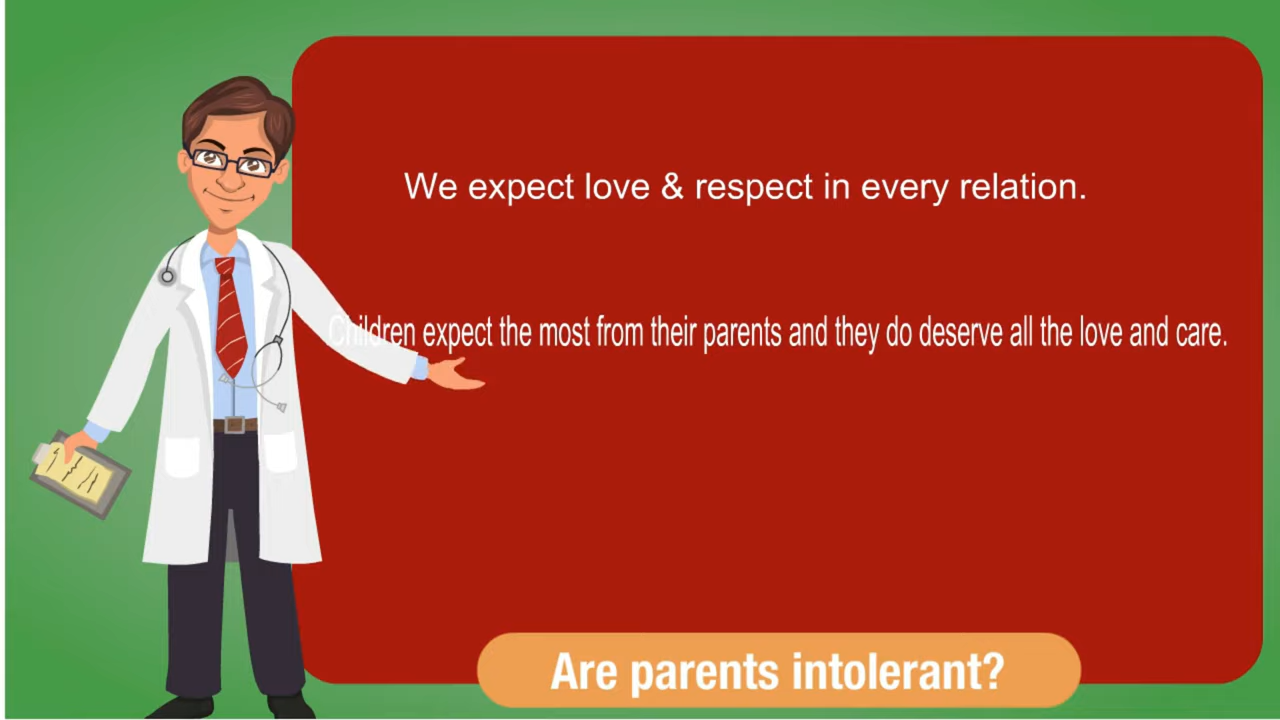 We expect love & respect in every relation.
Children expect the most from their parents and they do deserve all the love and care.
Are parents intolerant?